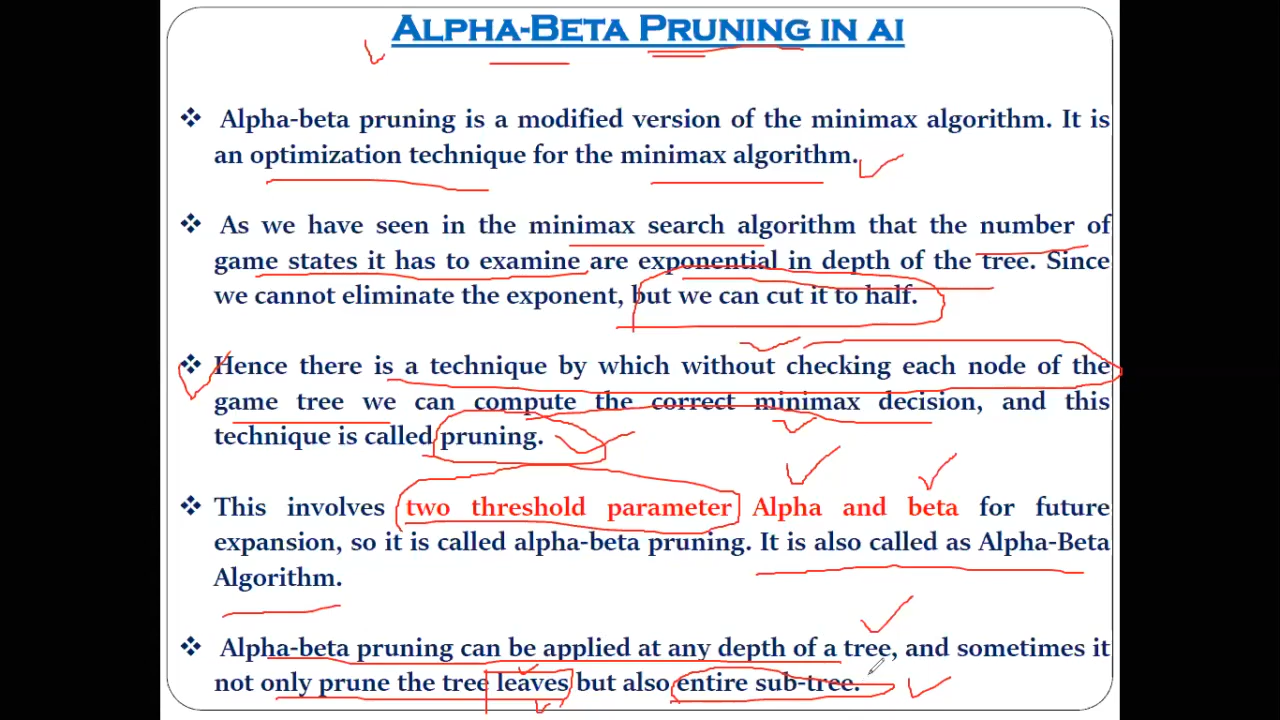 ALPHA-BETA PRUNING IN AI
❖ Alpha-beta pruning is a modified version of the minimax algorithm. It is
an optimization technique for the minimax algorithm.
❖ As we have seen in the minimax search algorithm that the number of
game states it has to examine are exponential in depth of the tree. Since
we cannot eliminate the exponent, but we can cut it to half.
❖ Hence there is a technique by which without checking each node of the
game tree we can compute the correct minimax decision, and this
technique is called pruning.
❖ This involves two threshold parameter Alpha and beta for future
expansion, so it is called alpha-beta pruning. It is also called as Alpha-Beta
Algorithm.
❖ Alpha-beta pruning can be applied at any depth of a tree, and sometimes it
not only prune the tree leaves but also entire sub-tree.